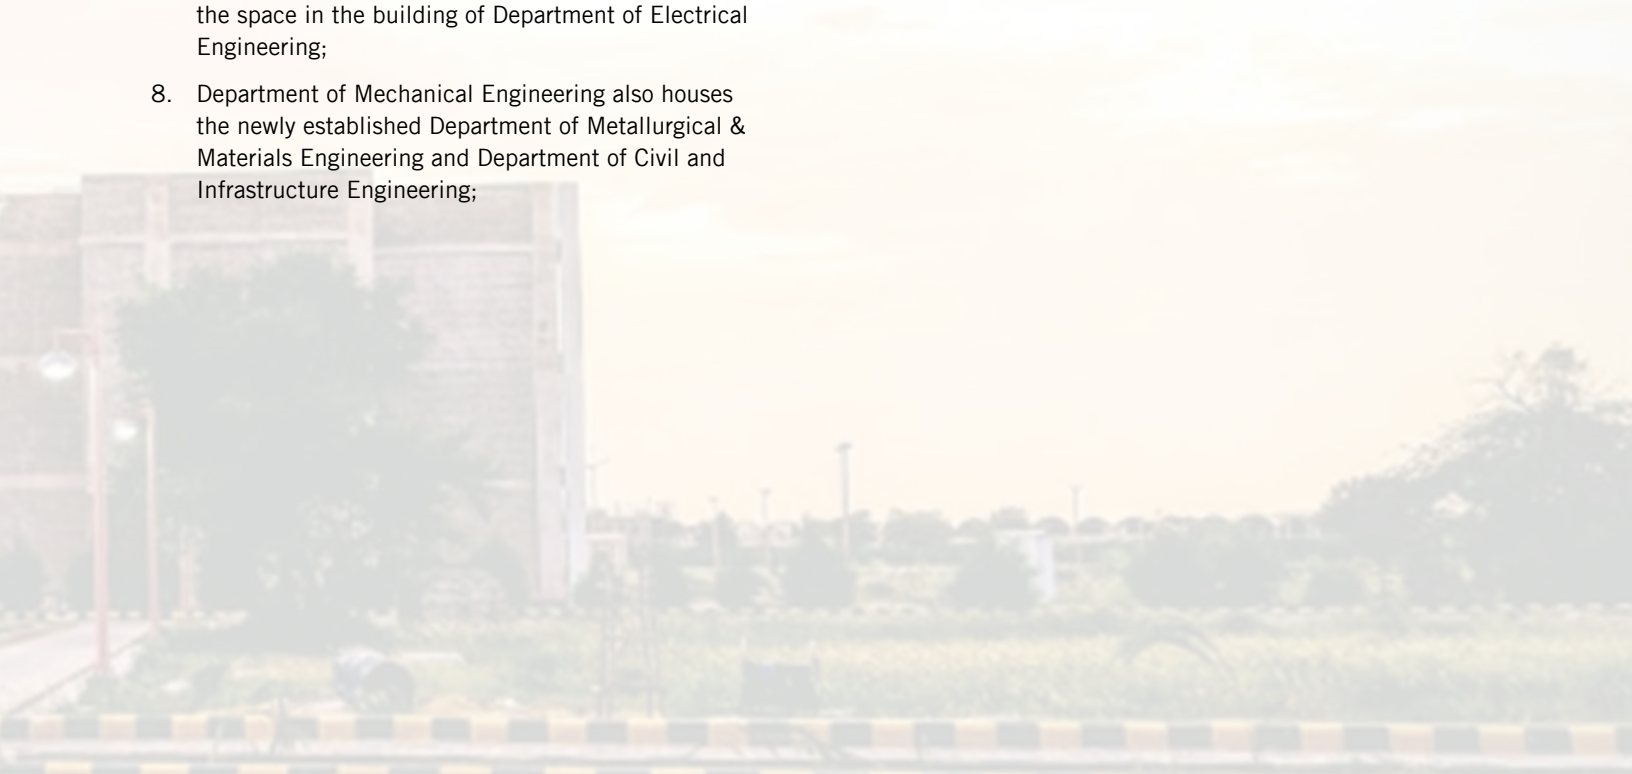 the space in the building of Department of Electrical
Engineering;
8. Department of Mechanical Engineering also houses
the newly established Department of Metallurgical &
Materials Engineering and Department of Civil and
Infrastructure Engineering;